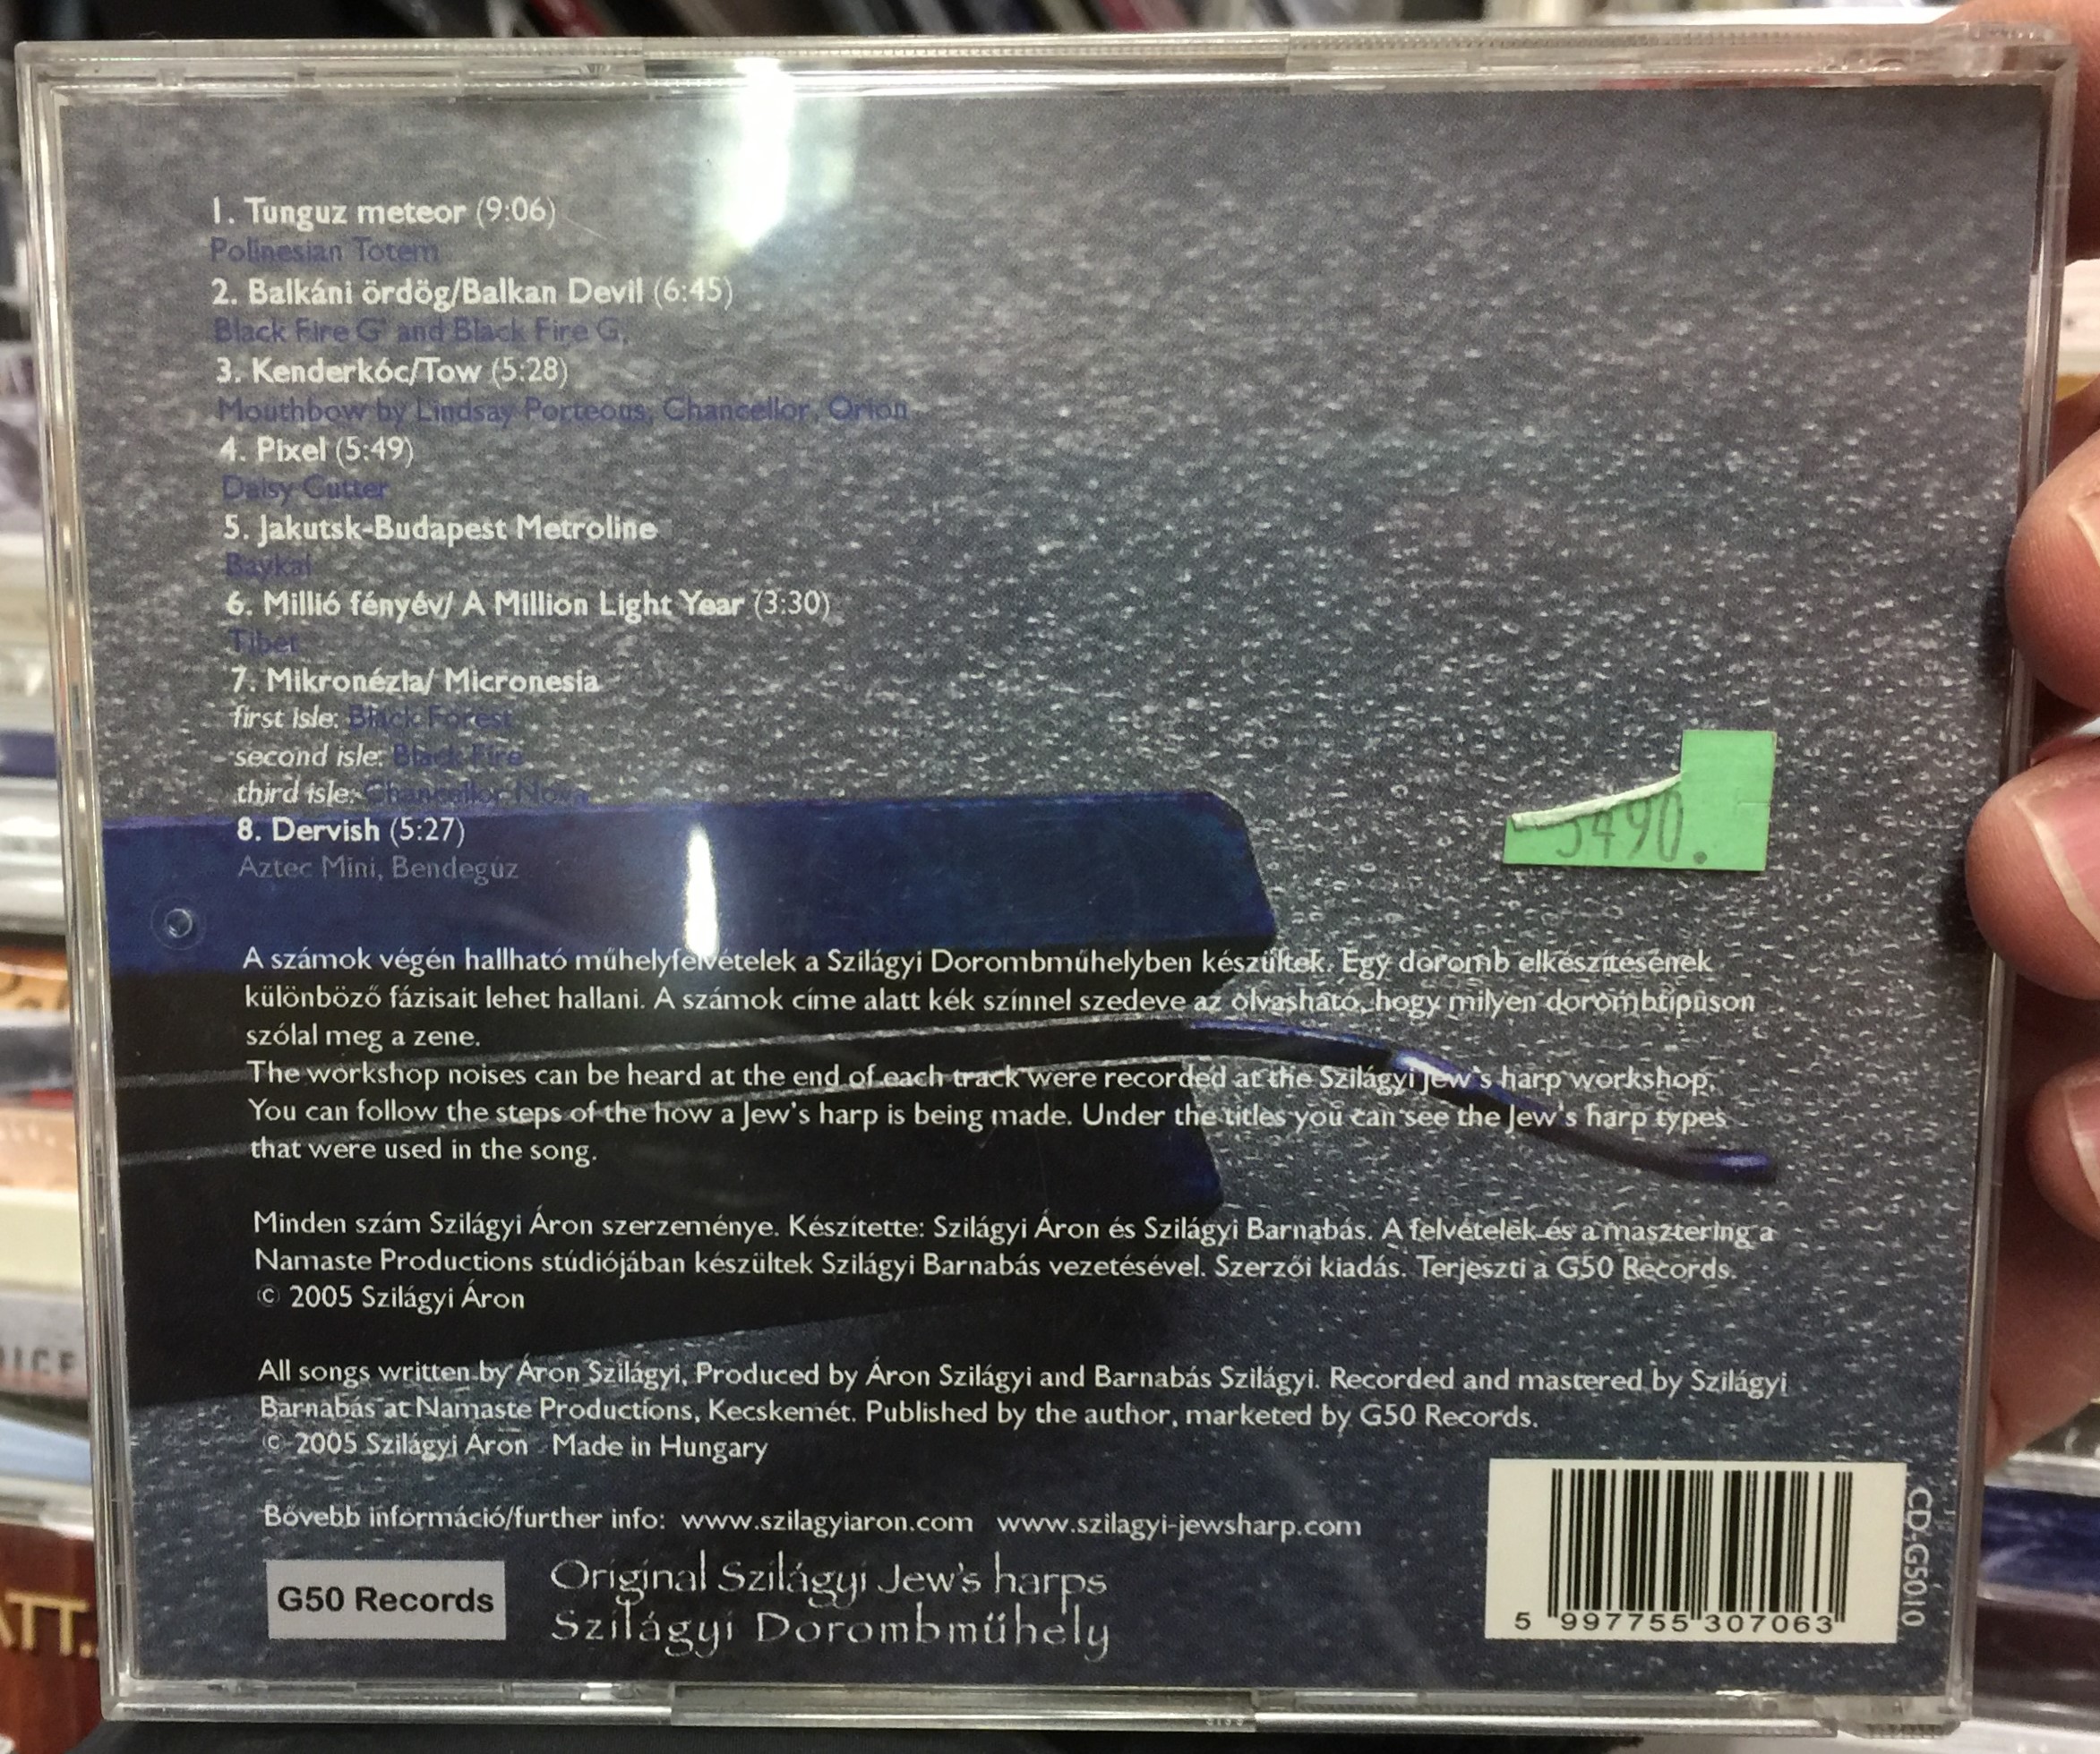 1. Tunguz meteor (9:06)
Polinesian Totem
2. Balkáni ördög/Balkan Devil (6:45)
Black Fire G' and Black Fire G,
3. Kenderkóc/Tow (5:28)
Mouthbow by Lindsay Porteous, Chancellor, Orion
4. Pixel (5:49)
Daisy Cutter
5. Jakutsk-Budapest Metroline
Baykal
6. Millió fényév/ A Million Light Year (3:30)
Tibet
7. Mikronézia/ Micronesia
first isle: Black Forest
second isle: Black Fire
third isle: Chancellor Nova
8. Dervish (5:27)
Aztec Mini, Bendegúz
3490.
A számok végén hallható műhelyfelvételek a Szilágyi Dorombműhelyben készültek. Egy doromb elkészítésének
különböző fázisait lehet hallani. A számok címe alatt kék színnel szedeve az olvasható, hogy milyen dorombtípuson
szólal meg a zene.
The workshop noises can be heard at the end of each track were recorded at the Szilágyi Jew's harp workshop.
You can follow the steps of the how a Jew's harp is being made. Under the titles you can see the Jew's harp types
that were used in the song.
Minden szám Szilágyi Áron szerzeménye. Készítette: Szilágyi Áron és Szilágyi Barnabás. A felvételek és a masztering a
Namaste Productions stúdiójában készültek Szilágyi Barnabás vezetésével. Szerzői kiadás. Terjeszti a G50 Records.
© 2005 Szilágyi Áron
All songs written by Áron Szilágyi, Produced by Áron Szilágyi and Barnabás Szilágyi. Recorded and mastered by Szilágyi
Barnabás at Namaste Productions, Kecskemét. Published by the author, marketed by G50 Records.
© 2005 Szilágyi Áron Made in Hungary
Bővebb információ/further info: www.szilagyiaron.com www.szilagyi-jewsharp.com
G50 Records
Original Szilágyi Jew's harps
Szilágyi Dorombműhely
5 997755 307063
CD-G5010